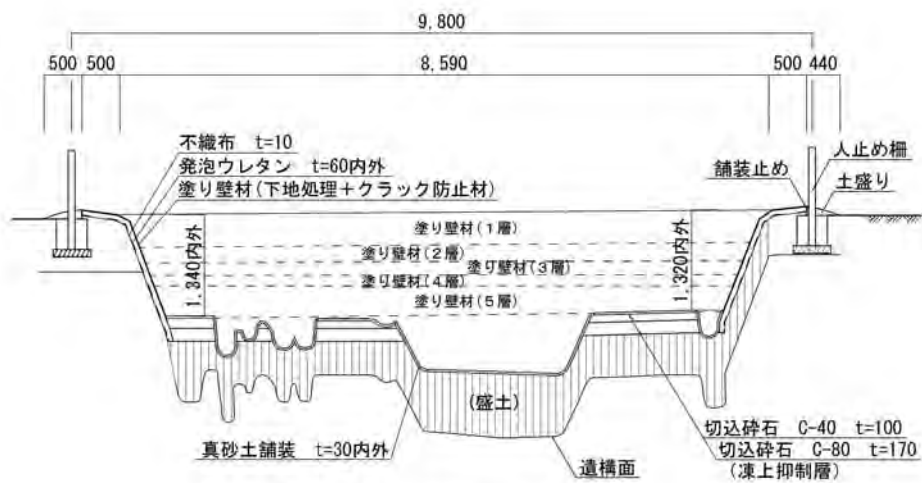 9,800
500 500 8,590 500 440
不織布 t=10
発泡ウレタン t=60内外
塗り壁材(下地処理+クラック防止材)
人止め柵
舗装止め
土盛り
1.340内外
塗り壁材(1層)
塗り壁材(2層)
塗り壁材(3層)
塗り壁材(4層)
塗り壁材(5層)
1.320内外
(盛土)
真砂土舗装 t=30内外
遺構面
切込砕石 C-40 t=100
切込砕石 C-80 t=170
(凍上抑制層)